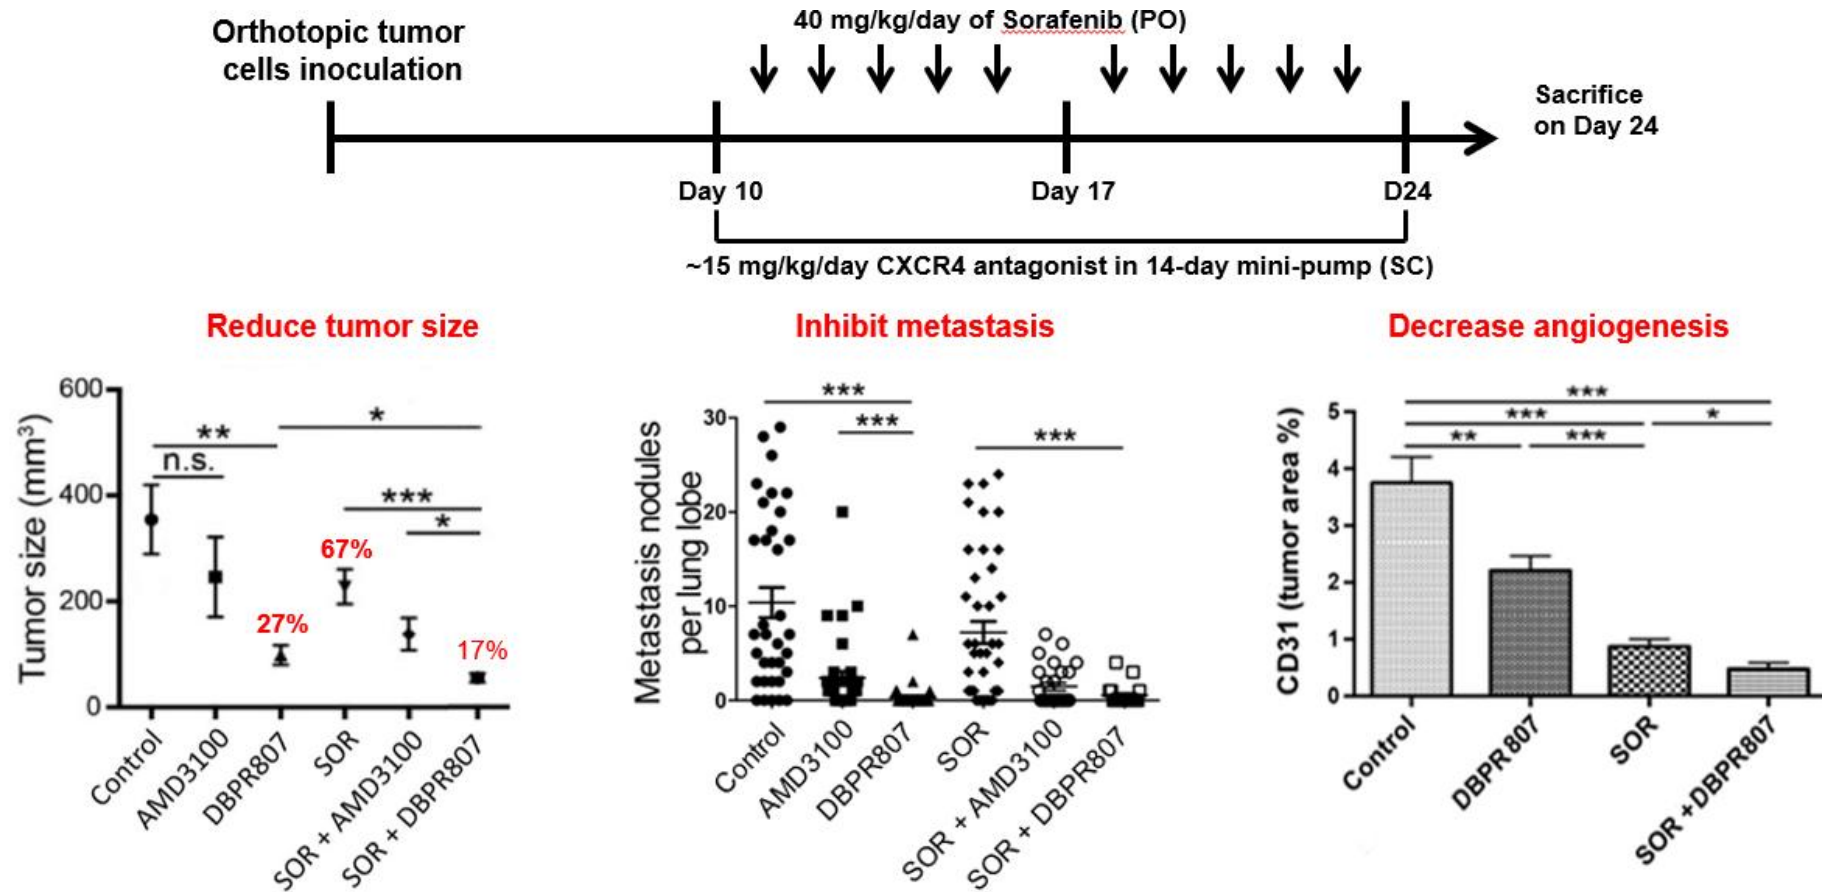 Orthotopic tumor
cells inoculation
40 mg/kg/day of Sorafenib (PO)
Sacrifice
on Day 24
Day 10
Day 17
D24
~15 mg/kg/day CXCR4 antagonist in 14-day mini-pump (SC)
Reduce tumor size
Tumor size (mm³)
600
400
200
0
**
n.s.
*
***
*
67%
27%
17%
Control
AMD3100
DBPR807
SOR
SOR + AMD3100
SOR + DBPR807
Inhibit metastasis
Metastasis nodules
per lung lobe
30
20
10
0
***
***
***
Control
AMD3100
DBPR807
SOR
SOR + AMD3100
SOR + DBPR807
Decrease angiogenesis
CD31 (tumor area %)
5
4
3
2
1
0
***
***
*
**
***
Control
DBPR 807
SOR
SOR +DBPR807